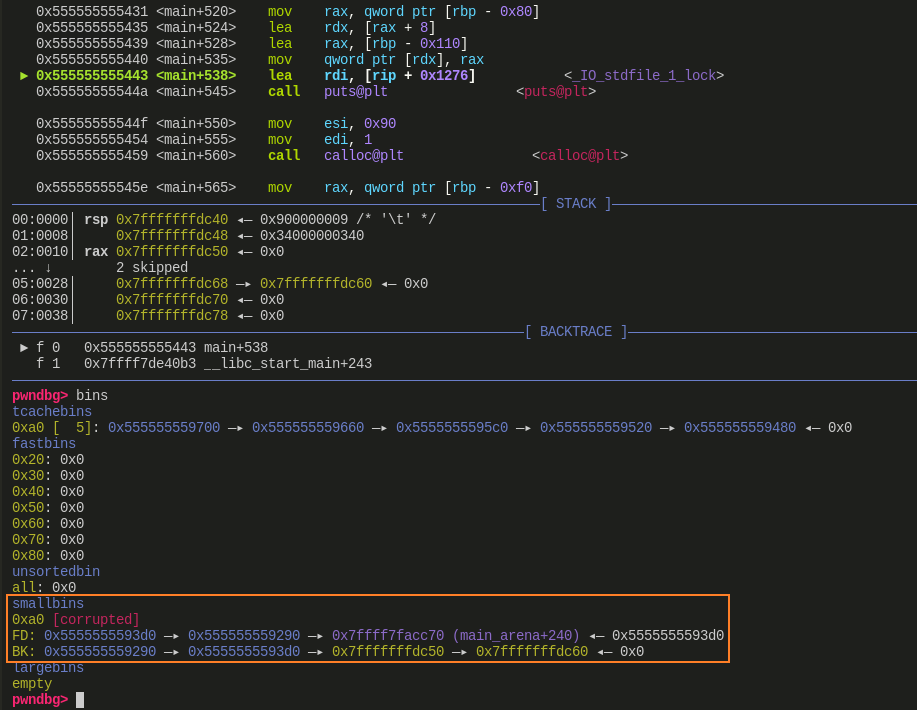 0x555555555431 <main+520> mov rax, qword ptr [rbp - 0x80]
0x555555555435 <main+524> lea rdx, [rax + 8]
0x555555555439 <main+528> lea rax, [rbp - 0x110]
0x555555555440 <main+535> mov qword ptr [rdx], rax
► 0x555555555443 <main+538> lea rdi, [rip + 0x1276] <_IO_stdfile_1_lock>
0x55555555544a <main+545> call puts@plt <puts@plt>
0x55555555544f <main+550> mov esi, 0x90
0x555555555454 <main+555> mov edi, 1
0x555555555459 <main+560> call calloc@plt <calloc@plt>
0x55555555545e <main+565> mov rax, qword ptr [rbp - 0xf0]
[ STACK ]
00:0000│ rsp 0x7fffffffdc40 ◂— 0x900000009 /* '\t' */
01:0008│ 0x7fffffffdc48 ◂— 0x34000000340
02:0010│ rax 0x7fffffffdc50 ◂— 0x0
... ↓ 2 skipped
05:0028│ 0x7fffffffdc68 —▸ 0x7fffffffdc60 ◂— 0x0
06:0030│ 0x7fffffffdc70 ◂— 0x0
07:0038│ 0x7fffffffdc78 ◂— 0x0
[ BACKTRACE ]
► f 0 0x555555555443 main+538
f 1 0x7ffff7de40b3 __libc_start_main+243
pwndbg> bins
tcachebins
0xa0 [ 5]: 0x555555559700 —▸ 0x555555559660 —▸ 0x5555555595c0 —▸ 0x555555559520 —▸ 0x555555559480 ◂— 0x0
fastbins
0x20: 0x0
0x30: 0x0
0x40: 0x0
0x50: 0x0
0x60: 0x0
0x70: 0x0
0x80: 0x0
unsortedbin
all: 0x0
smallbins
0xa0 [corrupted]
FD: 0x5555555593d0 —▸ 0x555555559290 —▸ 0x7ffff7facc70 (main_arena+240) ◂— 0x5555555593d0
BK: 0x555555559290 —▸ 0x5555555593d0 —▸ 0x7fffffffdc50 —▸ 0x7fffffffdc60 ◂— 0x0
largebins
empty
pwndbg>